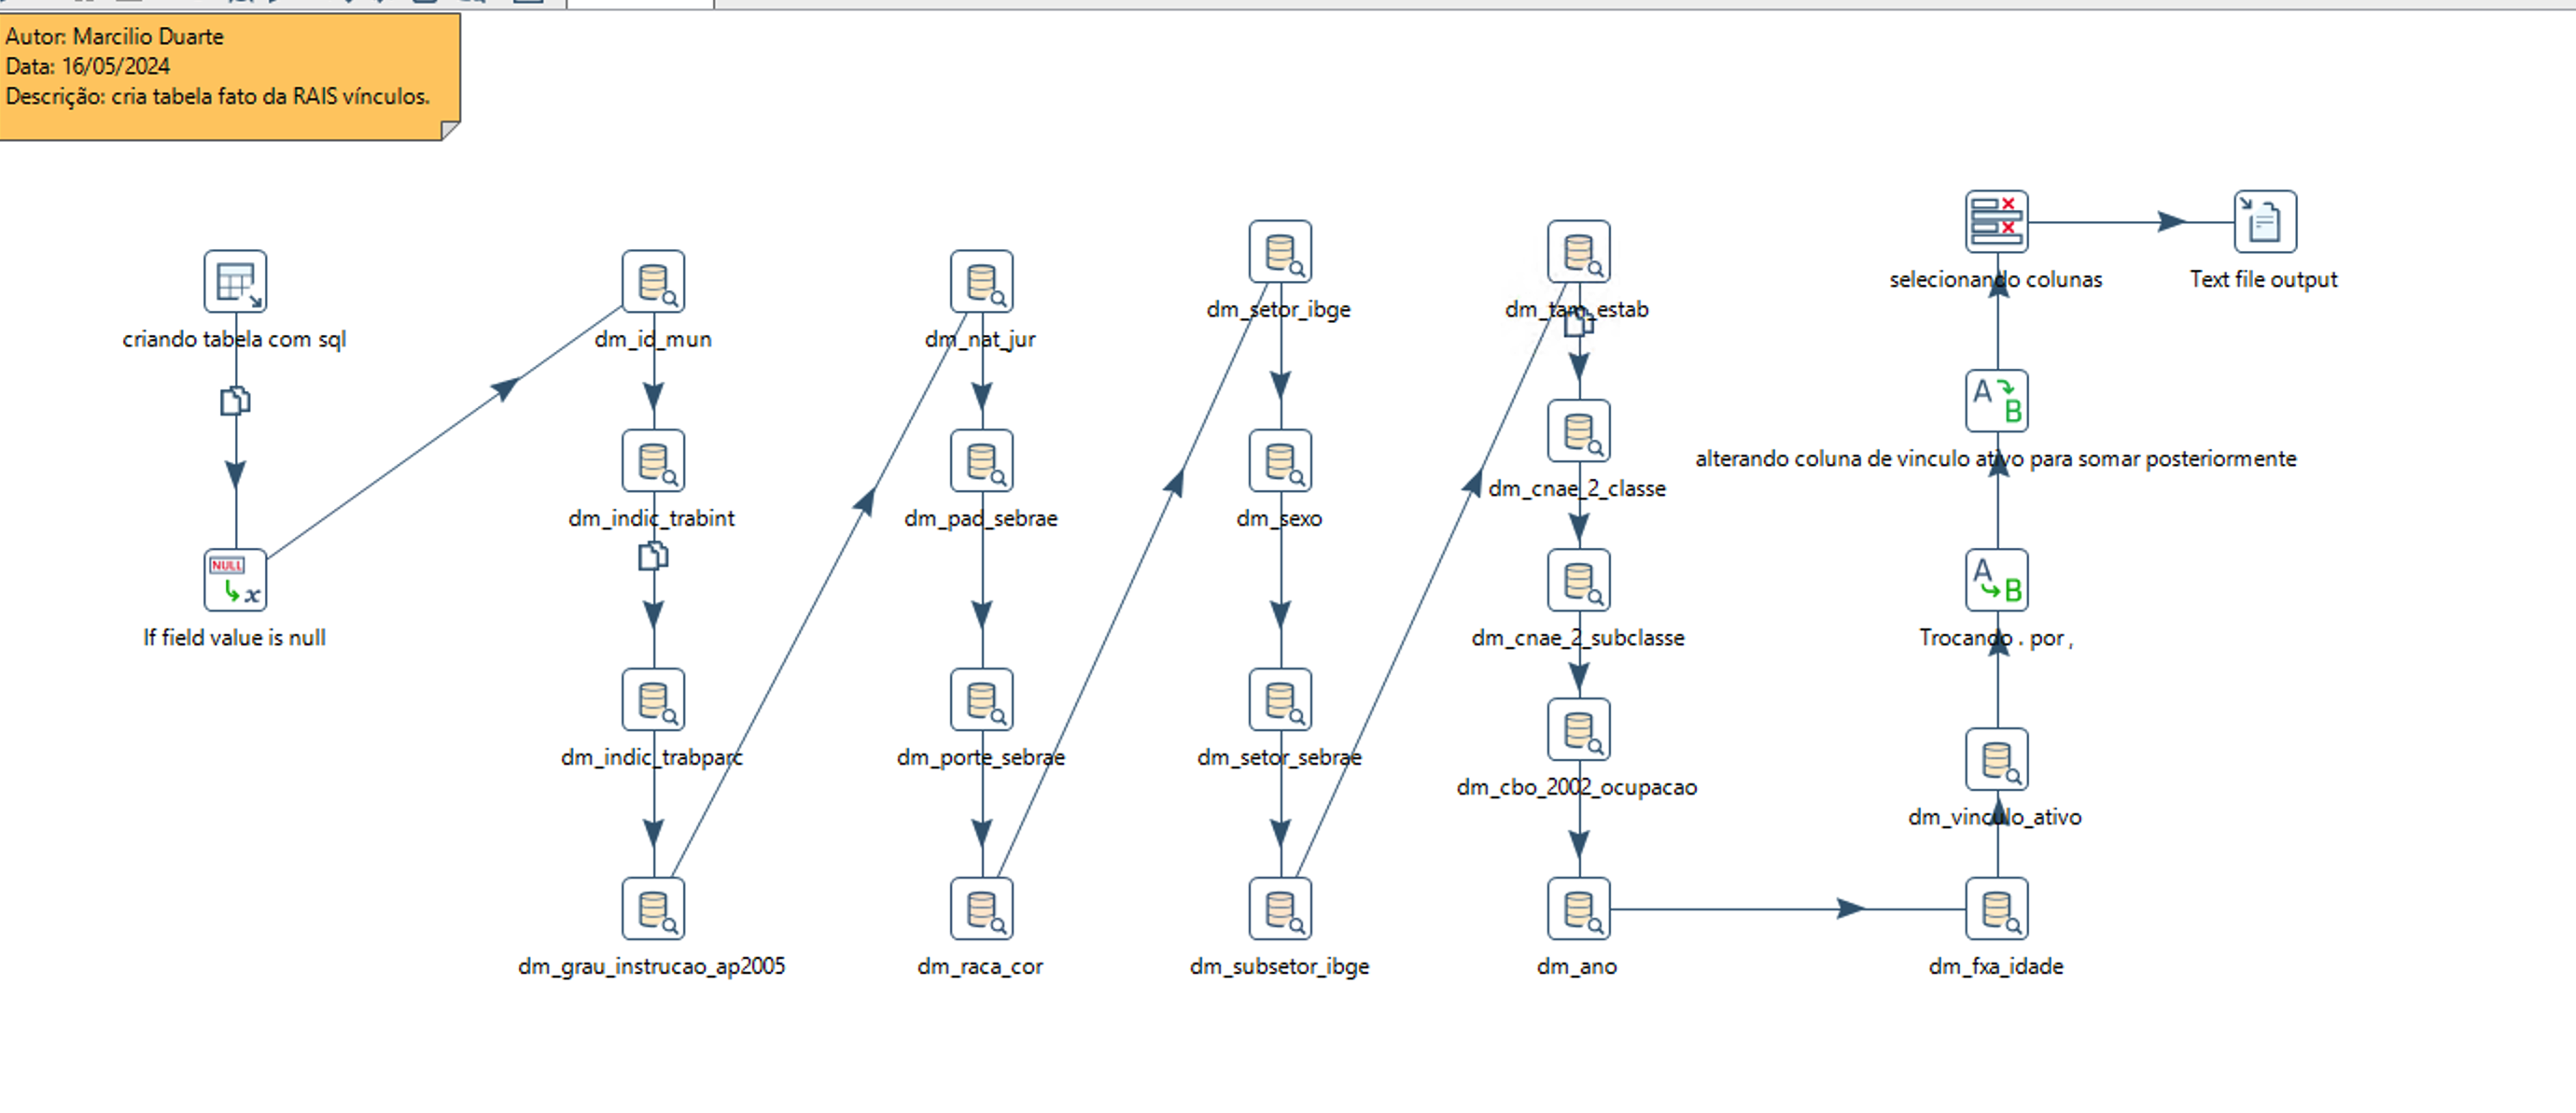 Autor: Marcilio Duarte
Data: 16/05/2024
Descrição: cria tabela fato da RAIS vínculos.
criando tabela com sql
NULL
x
If field value is null
dm_id_mun
dm_indic_trabint
dm_indic_trabparc
dm_grau_instrucao_ap2005
dm_nat_jur
dm_pad_sebrae
dm_porte_sebrae
dm_raca_cor
dm_setor_ibge
dm_sexo
dm_setor_sebrae
dm_subsetor_ibge
dm_tam_estab
dm_cnae_2_classe
dm_cnae_2_subclasse
dm_cbo_2002_ocupacao
dm_ano
dm_fxa_idade
dm_vinculo_ativo
A B
Trocando . por ,
A B
alterando coluna de vinculo ativo para somar posteriormente
selecionando colunas
Text file output